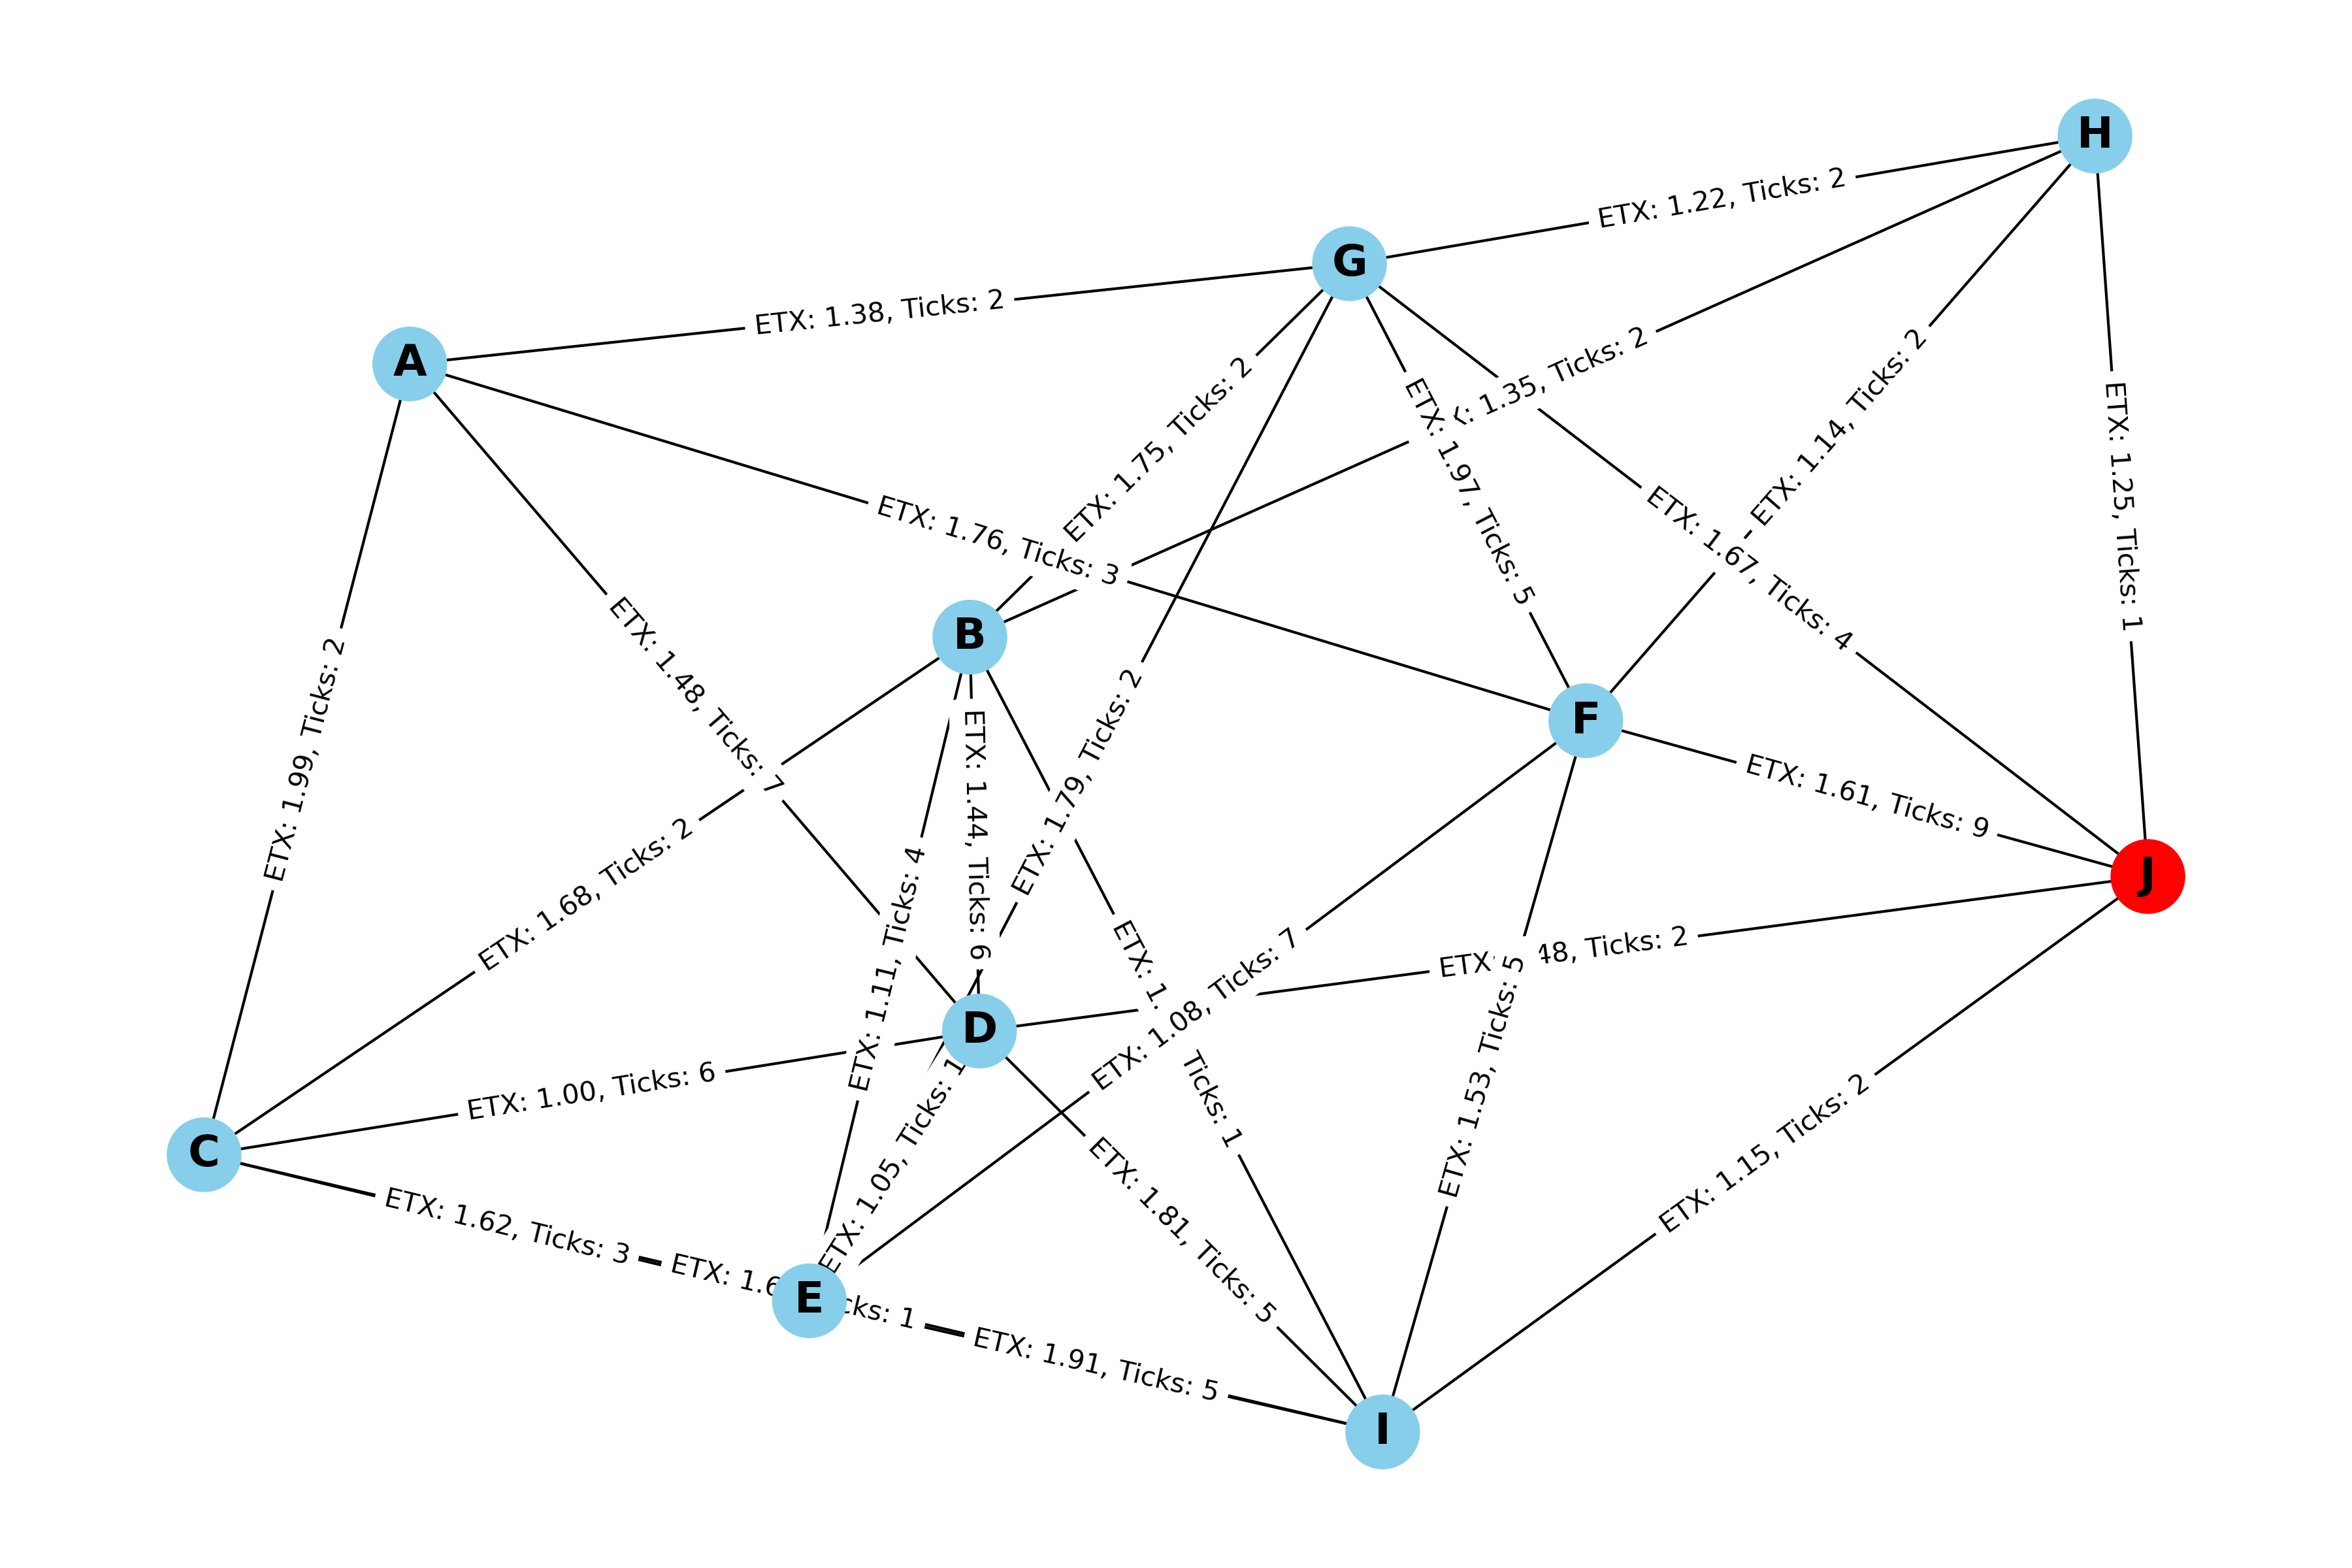 H
ETX: 1.22, Ticks: 2
G
ETX: 1.38, Ticks: 2
A
1.35, Ticks: 2
ETX: 1.14, Ticks: 2
ETX: 1.75, Ticks: 2
ETX: 1.97, Ticks: 5
ETX: 1.25, Ticks: 1
ETX: 1.76, Ticks: 3
ETX: 1.67, Ticks: 4
B
ETX: 1.48, Ticks: 7
F
ETX: 1.99, Ticks: 2
ETX: 1.79, Ticks: 2
ETX: 1.61, Ticks: 9
ETX: 1.44, Ticks: 6
J
ETX: 1.68, Ticks: 2
ETX: 1.11, Ticks: 4
ETX: 48, Ticks: 2
D
ETX: 1. Ticks: 1
ETX: 1.08, Ticks: 7
ETX: 1.53, Ticks: 5
ETX: 1.00, Ticks: 6
C
ETX: 1.05, Ticks: 1
ETX: 1.81, Ticks: 5
ETX: 1.15, Ticks: 2
ETX: 1.62, Ticks: 3
ETX: 1.6 cks: 1
E
ETX: 1.91, Ticks: 5
I